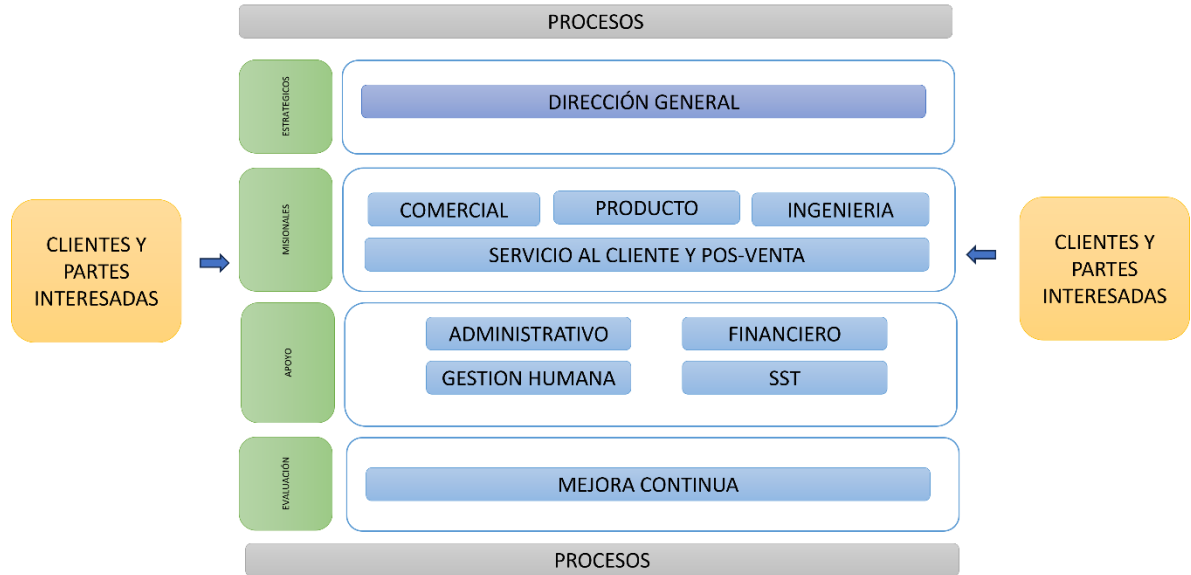 PROCESOS
ESTRATEGICOS
DIRECCIÓN GENERAL
MISIONALES
COMERCIAL
PRODUCTO
INGENIERIA
SERVICIO AL CLIENTE Y POS-VENTA
CLIENTES Y
PARTES
INTERESADAS
CLIENTES Y
PARTES
INTERESADAS
APOYO
ADMINISTRATIVO
FINANCIERO
GESTION HUMANA
SST
EVALUACIÓN
MEJORA CONTINUA
PROCESOS